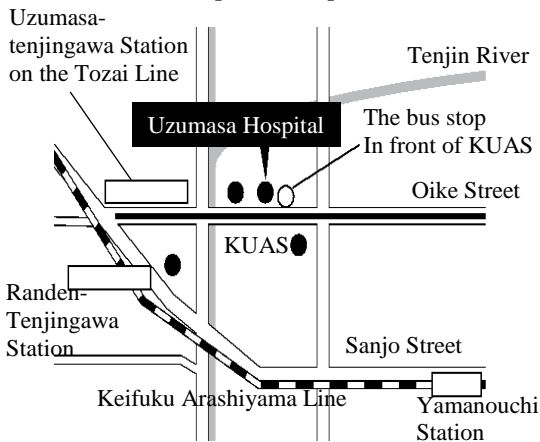 Uzumasa-
tenjingawa Station
on the Tozai Line
Tenjin River
Uzumasa Hospital
The bus stop
In front of KUAS
Oike Street
KUAS
Randen-
Tenjingawa
Station
Sanjo Street
Keifuku Arashiyama Line
Yamanouchi
Station